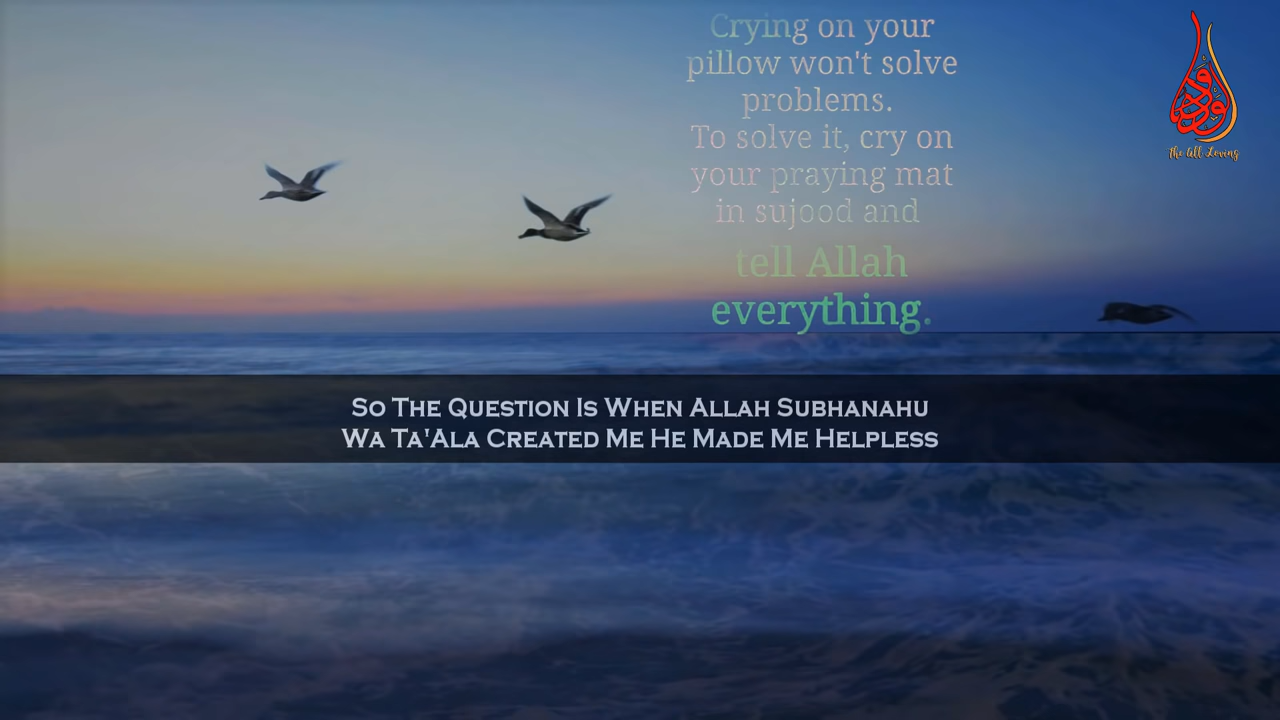 Crying on your
pillow won't solve
problems.
To solve it, cry on
your praying mat
in sujood and
tell Allah
everything.
الودود
The All Loving
So The Question Is When Allah Subhanahu
Wa Ta'Ala Created Me He Made Me Helpless